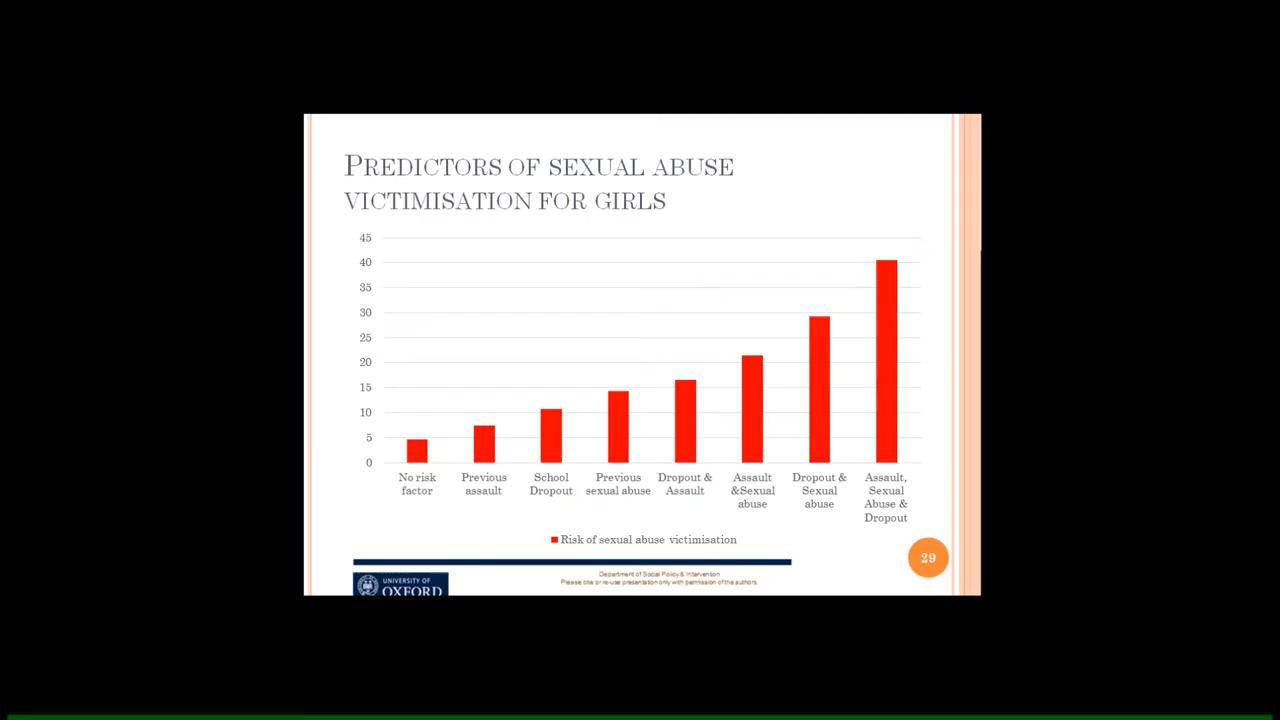 PREDICTORS OF SEXUAL ABUSE
VICTIMISATION FOR GIRLS
45
40
35
30
25
20
15
10
5
0
No risk
factor
Previous
assault
School
Dropout
Previous
sexual abuse
Dropout &
Assault
Assault
&Sexual
abuse
Dropout &
Sexual
abuse
Assault,
Sexual
Abuse &
Dropout
Risk of sexual abuse victimisation
29
UNIVERSITY OF
OXFORD
Department of Social Policy & Intervention
Please cite or re-use presentation only with permission of the authors.